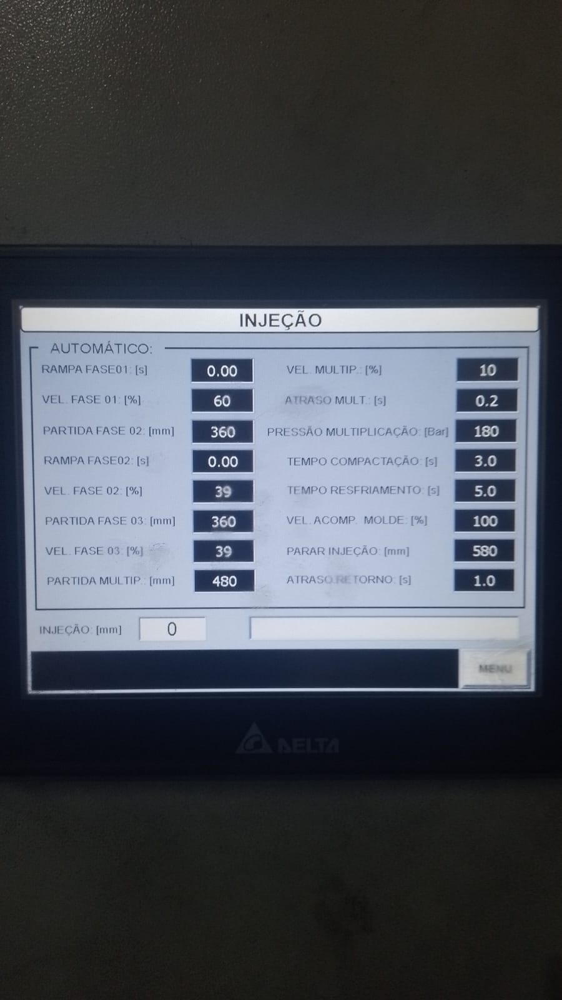 INJEÇÃO
AUTOMÁTICO:
RAMPA FASE01: [s] 0.00 VEL. MULTIP.: [%] 10
VEL. FASE 01: [%] 60 ATRASO MULT.: [s] 0.2
PARTIDA FASE 02: [mm] 360 PRESSÃO MULTIPLICAÇÃO: [Bar] 180
RAMPA FASE02: [s] 0.00 TEMPO COMPACTAÇÃO: [s] 3.0
VEL. FASE 02: [%] 39 TEMPO RESFRIAMENTO: [s] 5.0
PARTIDA FASE 03: [mm] 360 VEL. ACOMP. MOLDE: [%] 100
VEL. FASE 03: [%] 39 PARAR INJEÇÃO: [mm] 580
PARTIDA MULTIP.: [mm] 480 ATRASO RETORNO: [s] 1.0
INJEÇÃO: [mm] 0
MENU
DELTA